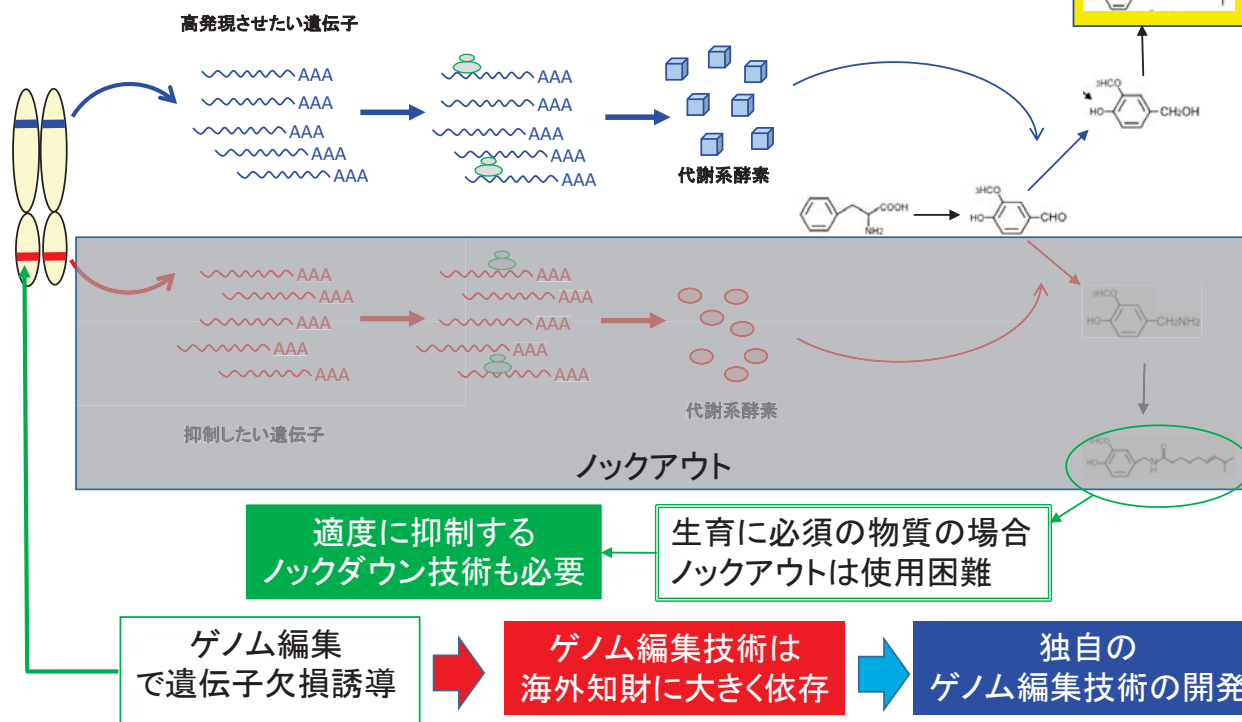 高発現させたい遺伝子
AAA
AAA
AAA
AAA
AAA
AAA
AAA
AAA
AAA
AAA
代謝系酵素
COOH
NH2
3HCO
HO
CHO
3HCO
HO
CH2OH
AAA
AAA
AAA
AAA
AAA
AAA
AAA
AAA
AAA
AAA
代謝系酵素
3HCO
HO
CH2NH2
抑制したい遺伝子
ノックアウト
3HCO
HO
O
N
H
適度に抑制する
ノックダウン技術も必要
生育に必須の物質の場合
ノックアウトは使用困難
ゲノム編集
で遺伝子欠損誘導
ゲノム編集技術は
海外知財に大きく依存
独自の
ゲノム編集技術の開発